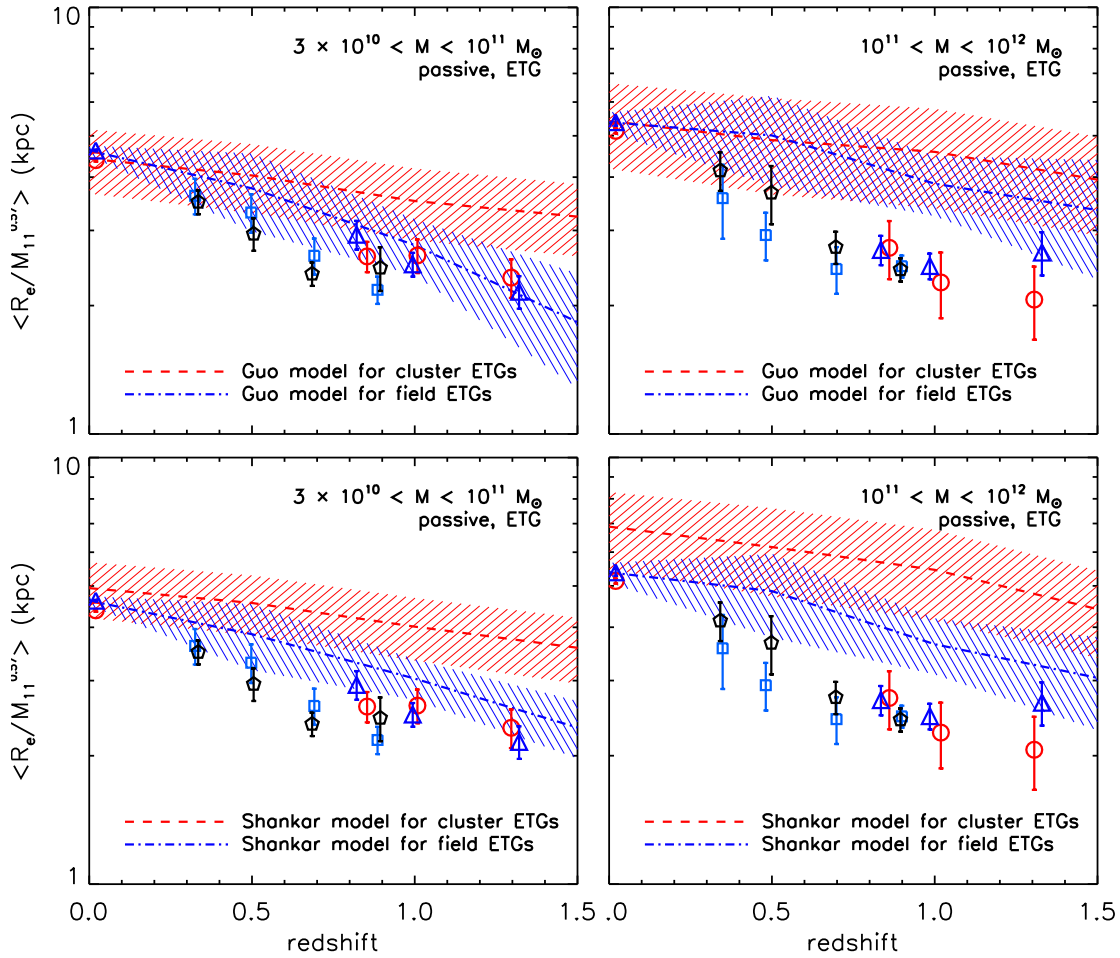 10
3 × 10¹⁰ < M < 10¹¹ M☉
passive, ETG
<Rₑ/M₁₁> (kpc)
Guo model for cluster ETGs
Guo model for field ETGs
1
10¹¹ < M < 10¹² M☉
passive, ETG
Guo model for cluster ETGs
Guo model for field ETGs
10
3 × 10¹⁰ < M < 10¹¹ M☉
passive, ETG
<Rₑ/M₁₁> (kpc)
Shankar model for cluster ETGs
Shankar model for field ETGs
1
.0 0.5 1.0 1.5
redshift
10¹¹ < M < 10¹² M☉
passive, ETG
Shankar model for cluster ETGs
Shankar model for field ETGs
.0 0.5 1.0 1.5
redshift